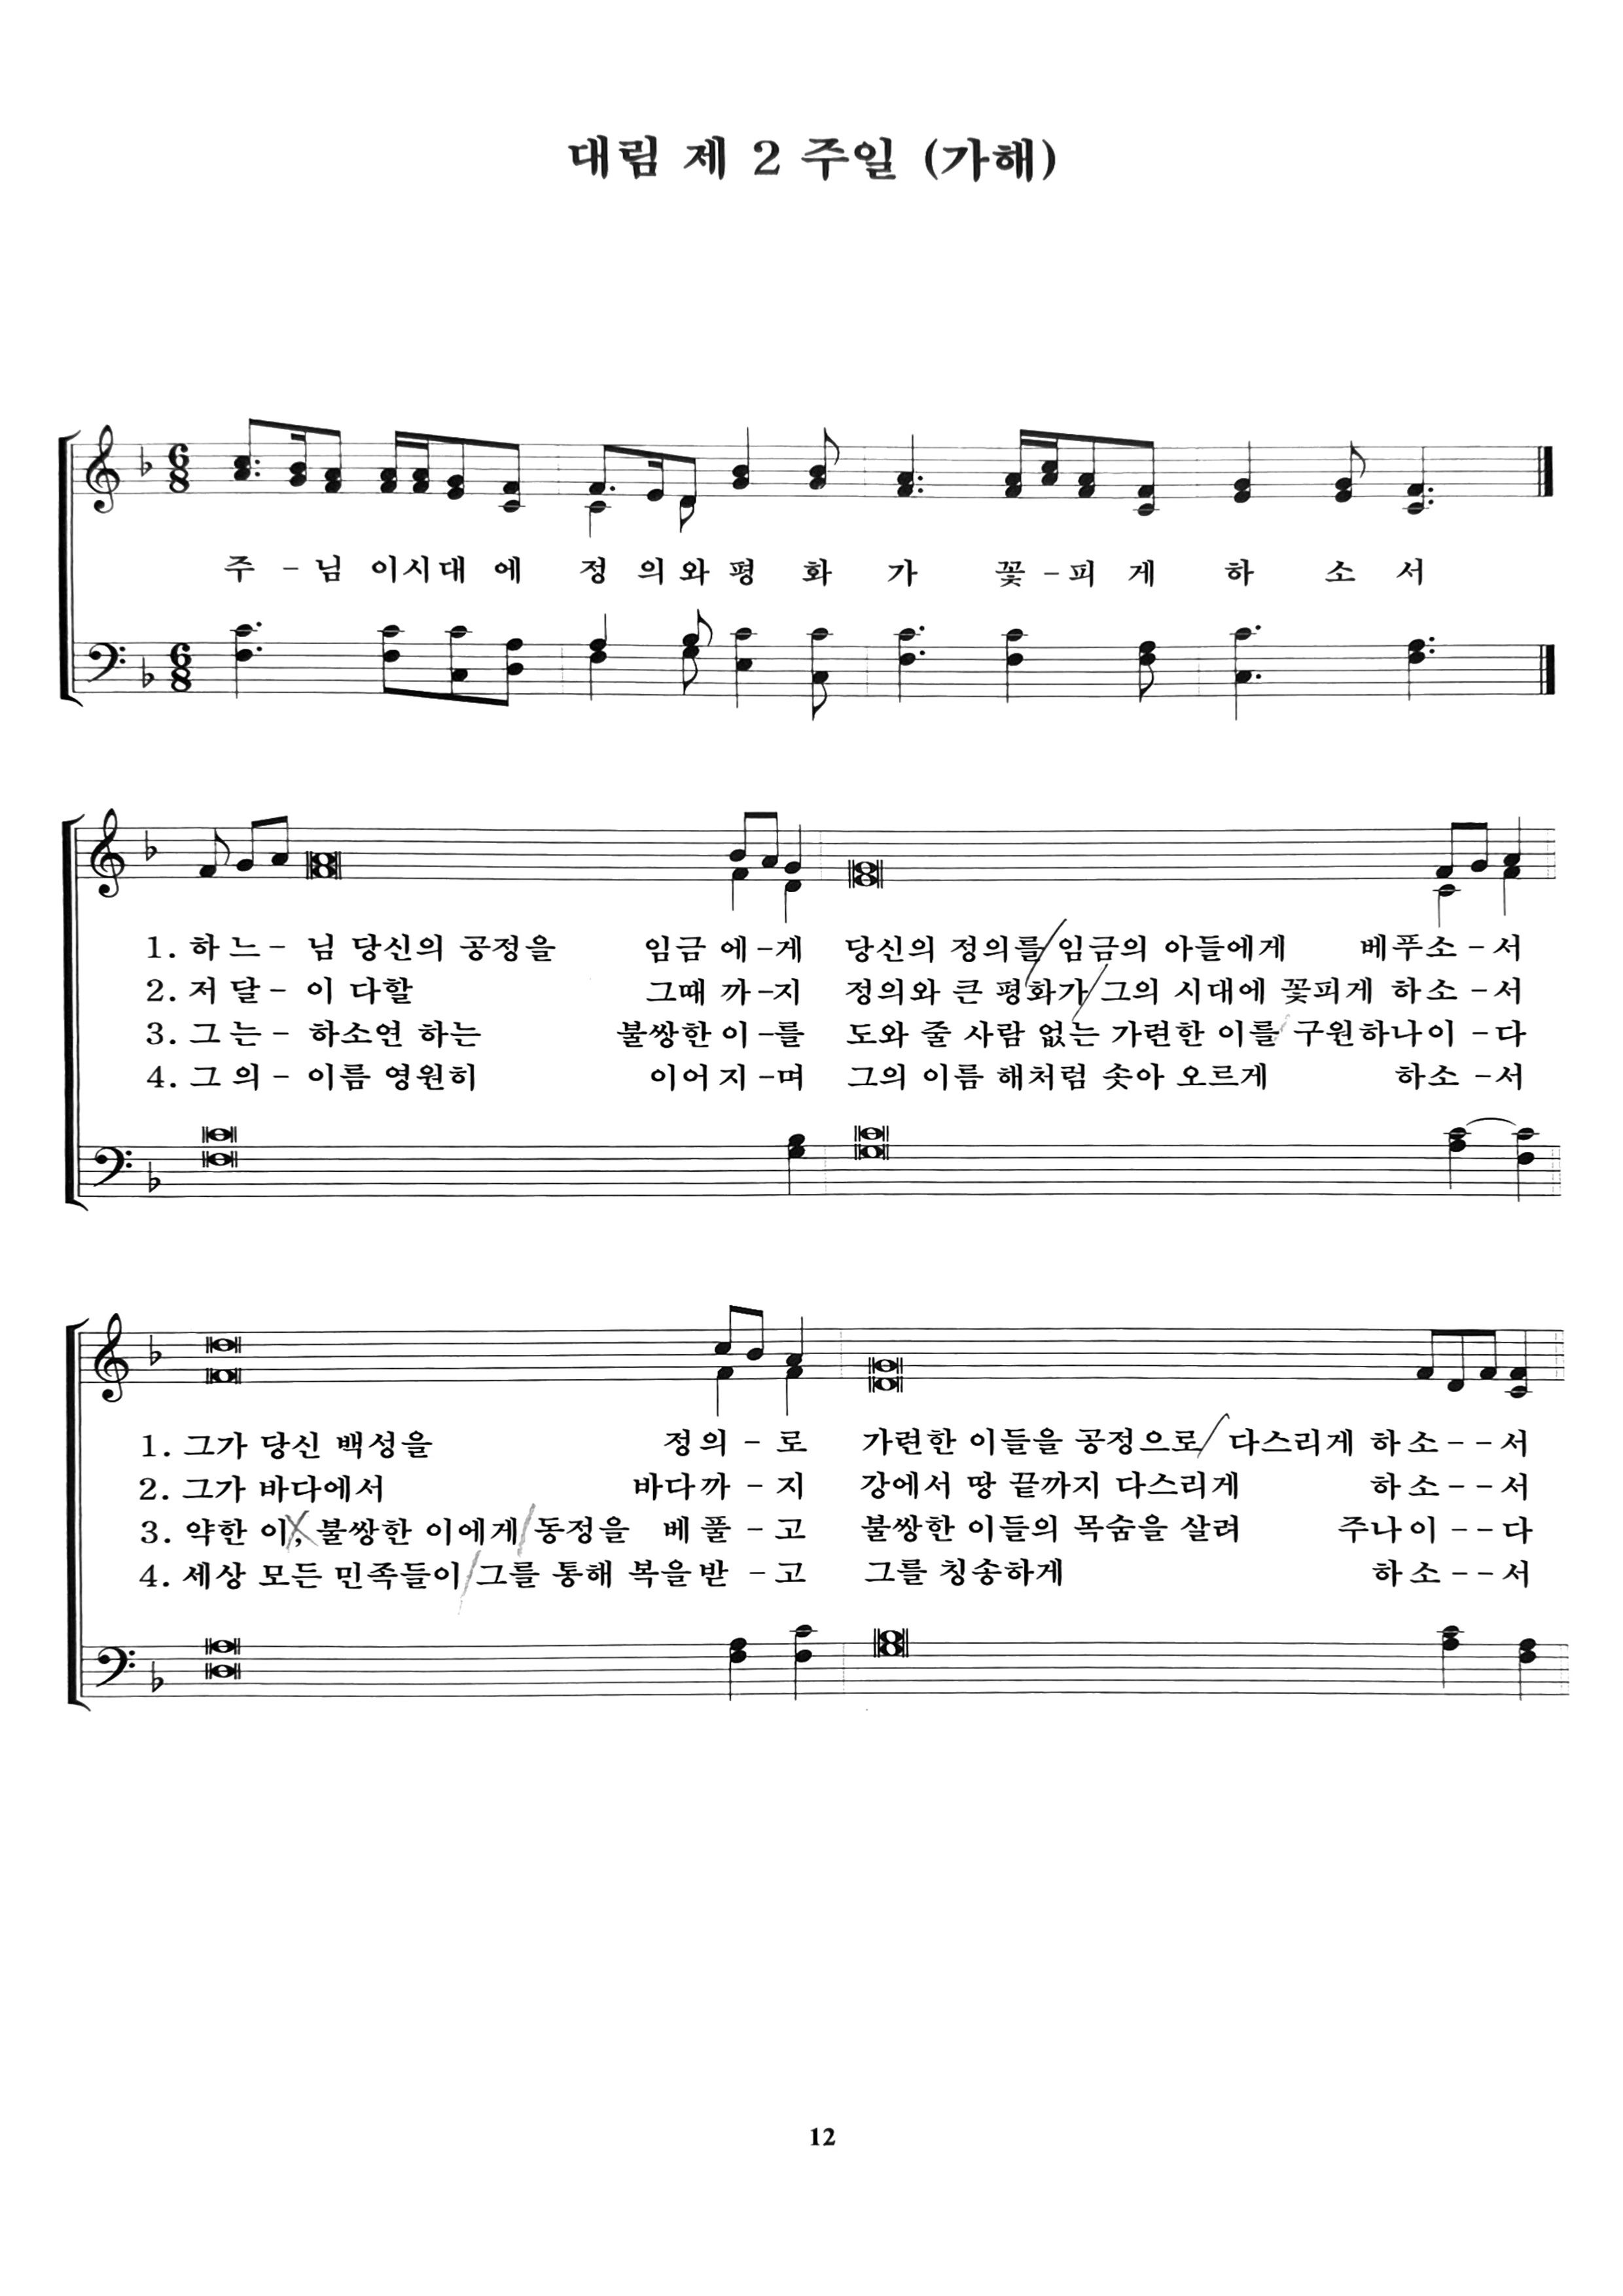 대림 제 2 주일 (가해)
6 8
주 - 님 이시대 에 정 의 와 평 화 가 꽃 - 피 게 하 소 서
6 8
1. 하 느 - 님 당신의 공정을 임금 에 - 게 당신의 정의를 임금의 아들에게 베푸소 - 서
2. 저 달 - 이 다할 그때 까 - 지 정의와 큰 평화가 그의 시대에 꽃피게 하소 - 서
3. 그 는 - 하소연 하는 불쌍한 이 - 를 도와 줄 사람 없는 가련한 이를 구원하나이 - 다
4. 그 의 - 이름 영원히 이어 지 - 며 그의 이름 해처럼 솟아 오르게 하소 - 서
1. 그가 당신 백성을 정 의 - 로 가련한 이들을 공정으로 다스리게 하 소 - - 서
2. 그가 바다에서 바다까 - 지 강에서 땅 끝까지 다스리게 하 소 - - 서
3. 약한 이, 불쌍한 이에게 동정을 베 풀 - 고 불쌍한 이들의 목숨을 살려 주나이 - - 다
4. 세상 모든 민족들이 그를 통해 복을받 - 고 그를 칭송하게 하 소 - - 서
12